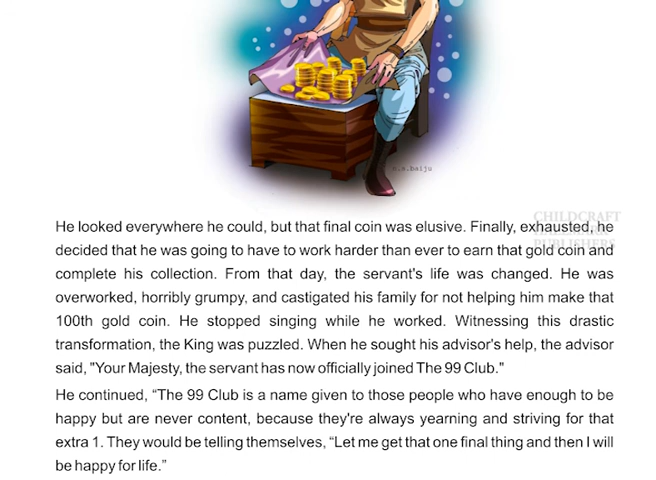 n.s.baiju
CHILDCRAFT
PUBLISHERS
He looked everywhere he could, but that final coin was elusive. Finally, exhausted, he
decided that he was going to have to work harder than ever to earn that gold coin and
complete his collection. From that day, the servant's life was changed. He was
overworked, horribly grumpy, and castigated his family for not helping him make that
100th gold coin. He stopped singing while he worked. Witnessing this drastic
transformation, the King was puzzled. When he sought his advisor's help, the advisor
said, "Your Majesty, the servant has now officially joined The 99 Club."
He continued, “The 99 Club is a name given to those people who have enough to be
happy but are never content, because they're always yearning and striving for that
extra 1. They would be telling themselves, “Let me get that one final thing and then I will
be happy for life.”